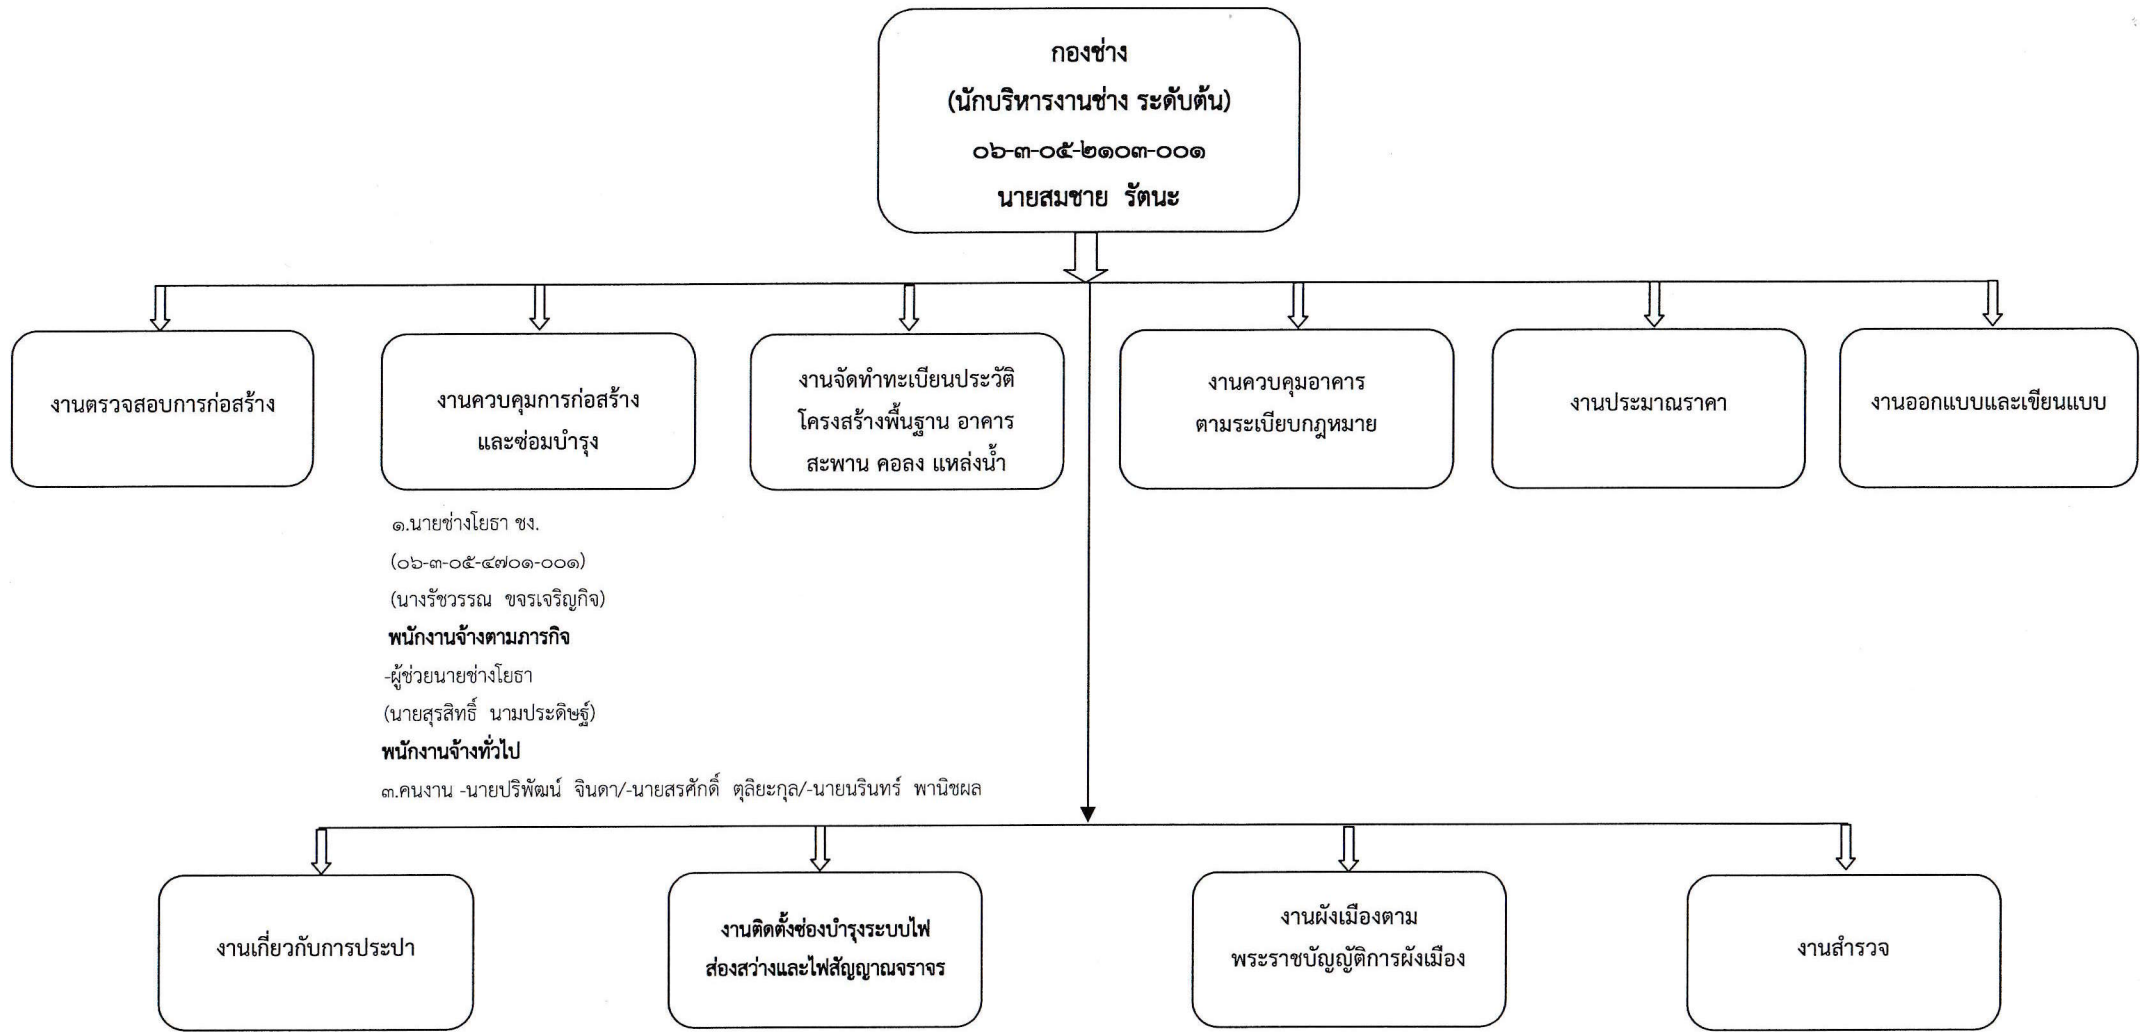 กองช่าง
(นักบริหารงานช่าง ระดับต้น)
๐๖-๓-๐๕-๒๑๐๓-๐๐๑
นายสมชาย รัตนะ
งานตรวจสอบการก่อสร้าง
งานควบคุมการก่อสร้าง
และซ่อมบำรุง
งานจัดทำทะเบียนประวัติ
โครงสร้างพื้นฐาน อาคาร
สะพาน คอลง แหล่งน้ำ
งานควบคุมอาคาร
ตามระเบียบกฎหมาย
งานประมาณราคา
งานออกแบบและเขียนแบบ
๑.นายช่างโยธา ชง.
(๐๖-๓-๐๕-๔๗๐๑-๐๐๑)
(นางรัชวรรณ ขจรเจริญกิจ)
พนักงานจ้างตามภารกิจ
-ผู้ช่วยนายช่างโยธา
(นายสุรสิทธิ์ นามประดิษฐ์)
พนักงานจ้างทั่วไป
๓.คนงาน -นายปริพัฒน์ จินดา/-นายสรศักดิ์ ตุลิยะกุล/-นายนรินทร์ พานิชผล
งานเกี่ยวกับการประปา
งานติดตั้งซ่องบำรุงระบบไฟ
ส่องสว่างและไฟสัญญาณจราจร
งานผังเมืองตาม
พระราชบัญญัติการผังเมือง
งานสำรวจ